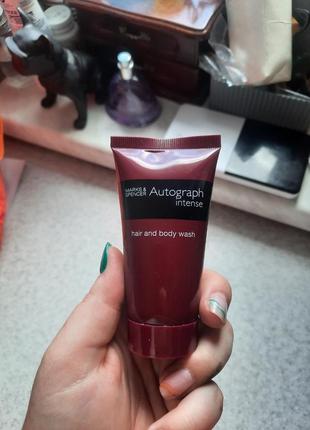 MARKS &
SPENCER
Autograph
intense
hair and body wash